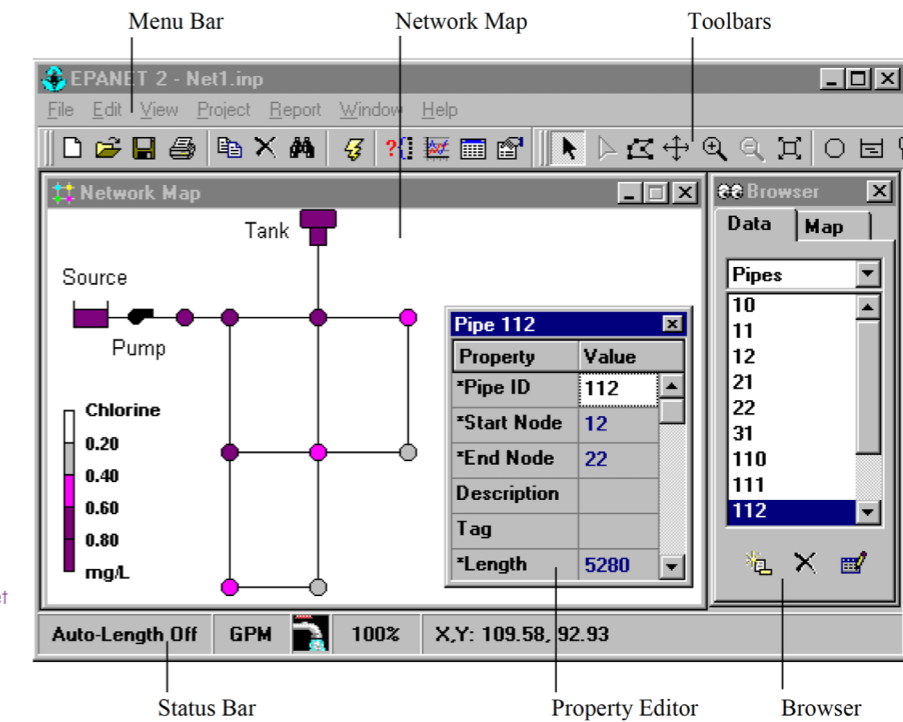 Menu Bar Network Map Toolbars
EPANET 2 - Net1.inp
File Edit View Project Report Window Help
Network Map
Browser
Data Map
Tank
Source
Pump
Pipes
10
11
12
21
22
31
110
111
112
Pipe 112
Property Value
*Pipe ID 112
*Start Node 12
*End Node 22
Description
Tag
*Length 5280
Chlorine
0.20
0.40
0.60
0.80
mg/L
Auto-Length Off GPM 100% X,Y: 109.58, 92.93
Status Bar Property Editor Browser